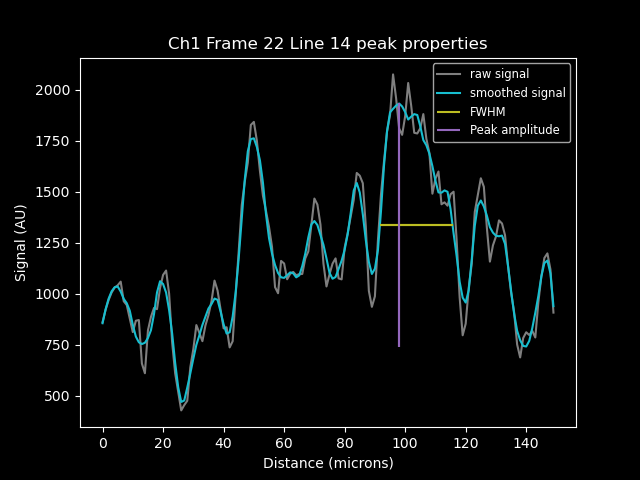 Ch1 Frame 22 Line 14 peak properties
raw signal
smoothed signal
FWHM
Peak amplitude
Signal (AU)
2000
1750
1500
1250
1000
750
500
0 20 40 60 80 100 120 140
Distance (microns)